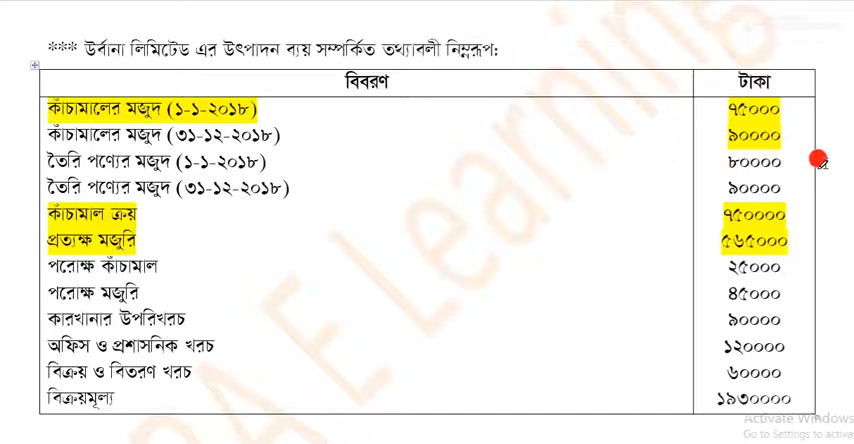 *** উর্বানা লিমিটেড এর উৎপাদন ব্যয় সম্পর্কিত তথ্যাবলী নিম্নরূপ:
বিবরণ টাকা
কাঁচামালের মজুদ (১-১-২০১৮) ৭৫০০০
কাঁচামালের মজুদ (৩১-১২-২০১৮) ৯০০০০
তৈরি পণ্যের মজুদ (১-১-২০১৮) ৮০০০০
তৈরি পণ্যের মজুদ (৩১-১২-২০১৮) ৯০০০০
কাঁচামাল ক্রয় ৭৫০০০০
প্রত্যক্ষ মজুরি ৫৬৫০০০
পরোক্ষ কাঁচামাল ২৫০০০
পরোক্ষ মজুরি ৪৫০০০
কারখানার উপরিখরচ ৯০০০০
অফিস ও প্রশাসনিক খরচ ১২০০০০
বিক্রয় ও বিতরণ খরচ ৬০০০০
বিক্রয়মূল্য ১৯৩০০০০
Activate Windows
Go to Settings to activa
E Learning